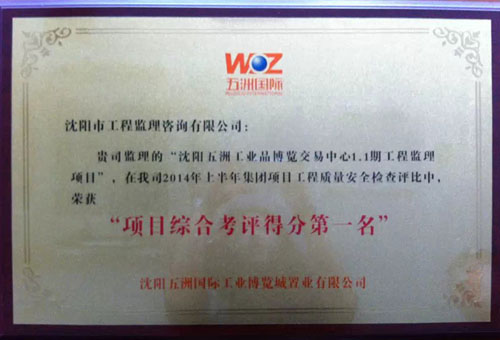 WOZ
五洲国际
沈阳市工程监理咨询有限公司：
贵司监理的“沈阳五洲工业品博览交易中心1.1期工程监理
项目”，在我司2014年上半年集团项目工程质量安全检查评比中，
荣获
“项目综合考评得分第一名”
沈阳五洲国际工业博览城置业有限公司